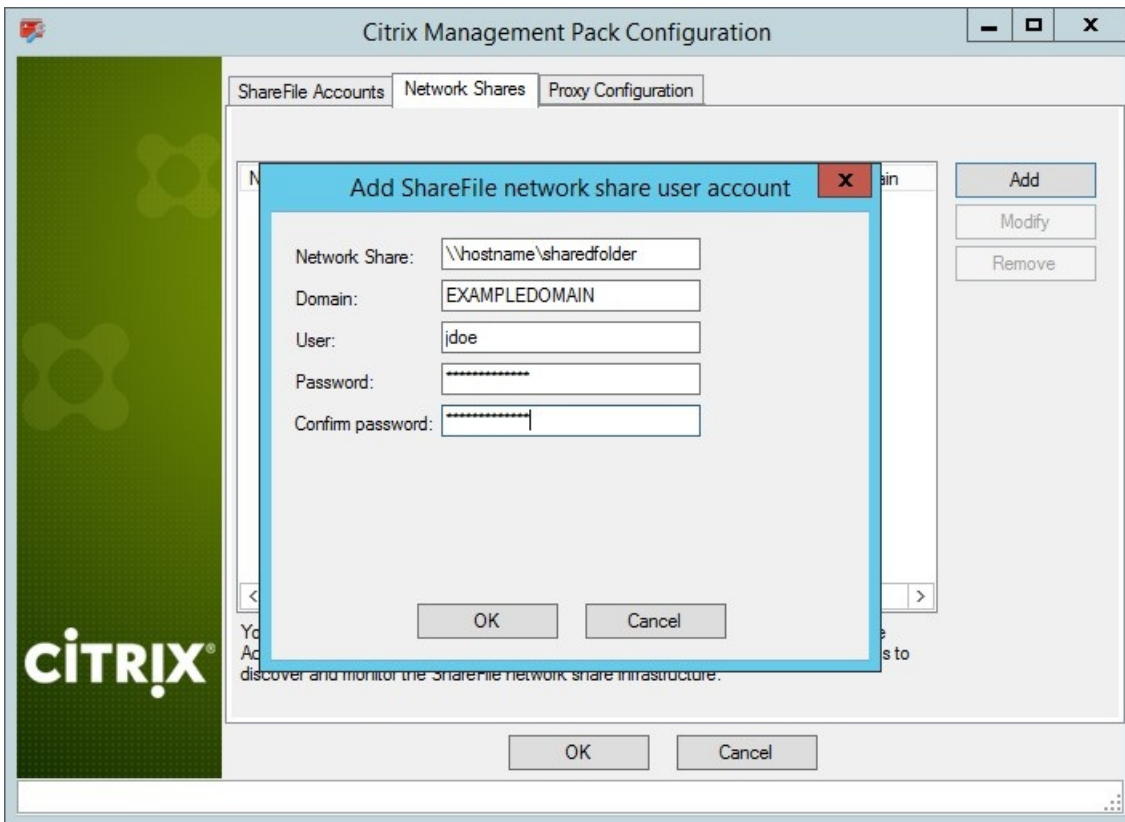 Citrix Management Pack Configuration
ShareFile Accounts
Network Shares
Proxy Configuration
Add ShareFile network share user account
Add
Modify
Remove
Network Share:
\\hostname\sharedfolder
Domain:
EXAMPLEDOMAIN
User:
jdoe
Password:
*************
Confirm password:
*************
OK
Cancel
s to
discover and monitor the ShareFile network share infrastructure.
CITRIX®
OK
Cancel